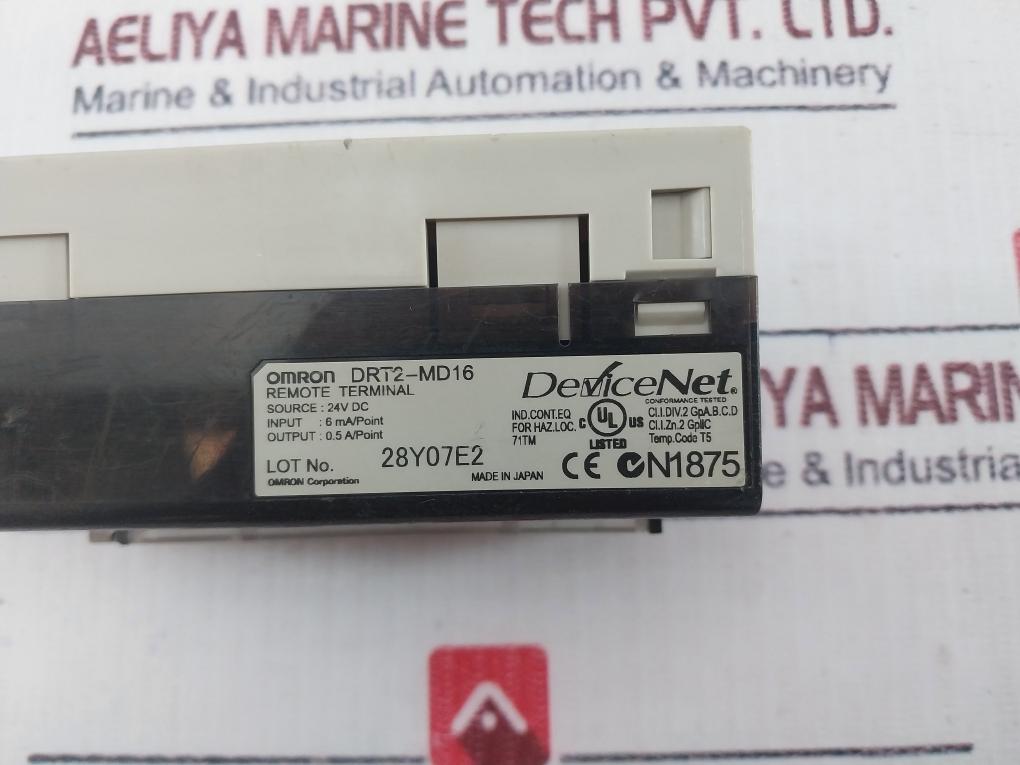 AELIYA MARINE TECH PVT. LTD.
Marine & Industrial Automation & Machinery
OMRON DRT2-MD16
REMOTE TERMINAL
SOURCE : 24V DC
INPUT : 6 mA/Point
OUTPUT : 0.5 A/Point
LOT No. 28Y07E2
OMRON Corporation
MADE IN JAPAN
DeviceNet®
CONFORMANCE TESTED
IND.CONT.EQ
FOR HAZ.LOC.
71TM
C UL US
LISTED
Cl.I.DIV.2 GpA.B.C.D
Cl.I.Zn.2 GpIIC
Temp.Code T5
CE N1875
YA MARIN
e & Industria